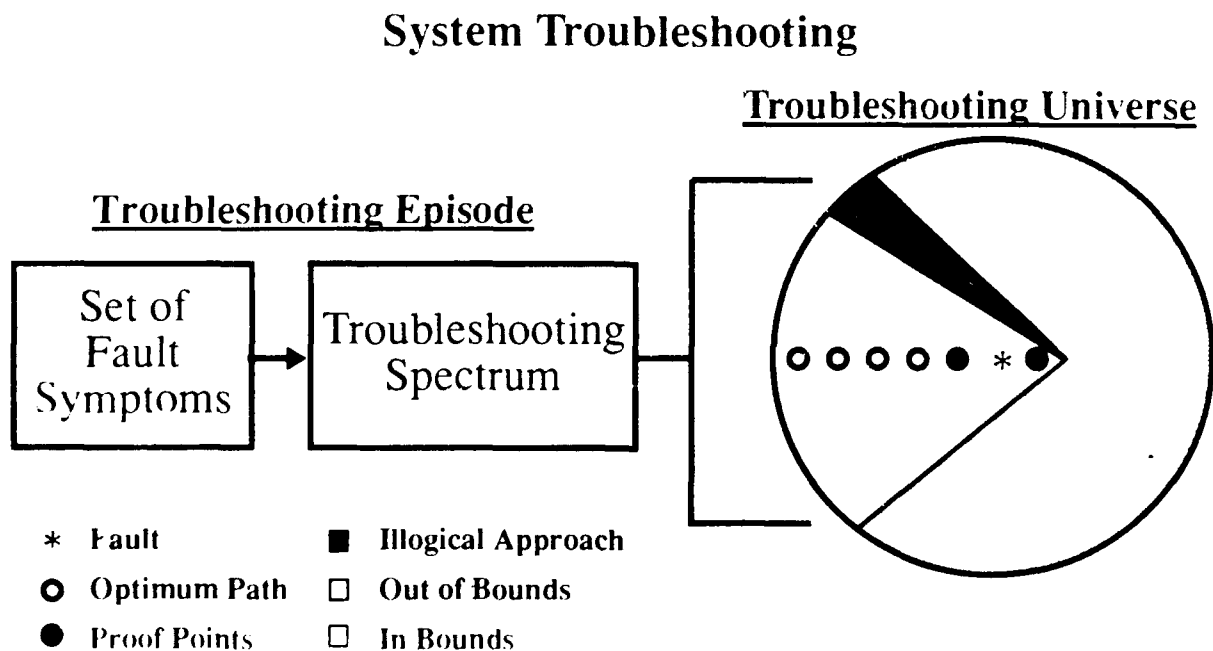 System Troubleshooting
Troubleshooting Universe
Troubleshooting Episode
Set of
Fault
Symptoms
Troubleshooting
Spectrum
* Fault
Optimum Path
Proof Points
Illogical Approach
Out of Bounds
In Bounds